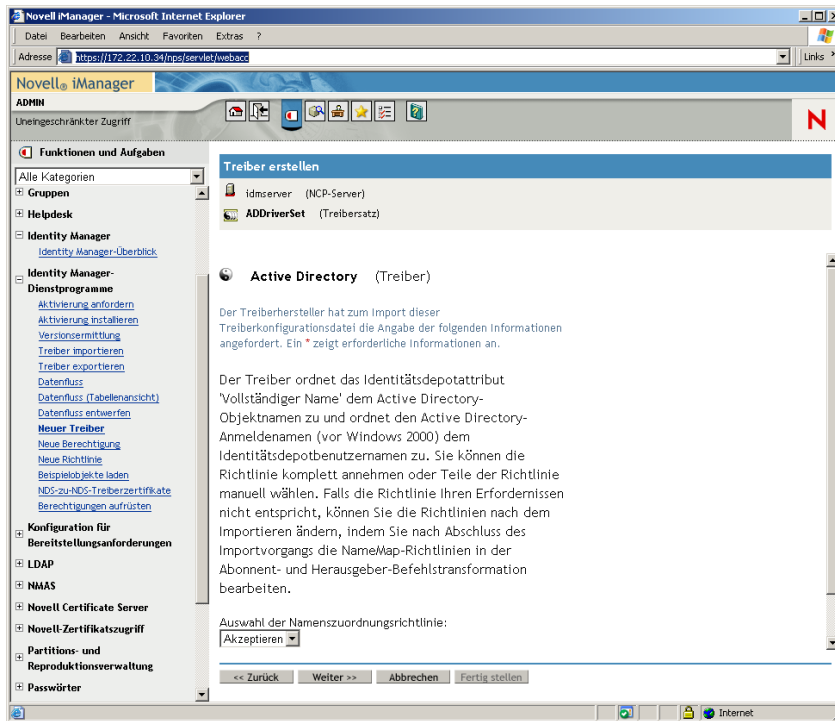 Novell iManager - Microsoft Internet Explorer
Datei Bearbeiten Ansicht Favoriten Extras ?
Adresse https://172.22.10.34/nps/servlet/webacc Links »
Novell® iManager
ADMIN
Uneingeschränkter Zugriff
N
Funktionen und Aufgaben
Alle Kategorien
Gruppen
Helpdesk
Identity Manager
Identity Manager-Überblick
Identity Manager-
Dienstprogramme
Aktivierung anfordern
Aktivierung installieren
Versionsermittlung
Treiber importieren
Treiber exportieren
Datenfluss
Datenfluss (Tabellenansicht)
Datenfluss entwerfen
Neuer Treiber
Neue Berechtigung
Neue Richtlinie
Beispielobjekte laden
NDS-zu-NDS-Treiberzertifikate
Berechtigungen aufrüsten
Konfiguration für
Bereitstellungsanforderungen
LDAP
NMAS
Novell Certificate Server
Novell-Zertifikatszugriff
Partitions- und
Reproduktionsverwaltung
Passwörter
Treiber erstellen
idmserver (NCP-Server)
ADDriverSet (Treibersatz)
Active Directory (Treiber)
Der Treiberhersteller hat zum Import dieser
Treiberkonfigurationsdatei die Angabe der folgenden Informationen
angefordert. Ein * zeigt erforderliche Informationen an.
Der Treiber ordnet das Identitätsdepotattribut
'Vollständiger Name' dem Active Directory-
Objektnamen zu und ordnet den Active Directory-
Anmeldenamen (vor Windows 2000) dem
Identitätsdepotbenutzernamen zu. Sie können die
Richtlinie komplett annehmen oder Teile der Richtlinie
manuell wählen. Falls die Richtlinie Ihren Erfordernissen
nicht entspricht, können Sie die Richtlinien nach dem
Importieren ändern, indem Sie nach Abschluss des
Importvorgangs die NameMap-Richtlinien in der
Abonnent- und Herausgeber-Befehlstransformation
bearbeiten.
Auswahl der Namenszuordnungsrichtlinie:
Akzeptieren
<< Zurück Weiter >> Abbrechen Fertig stellen
Internet